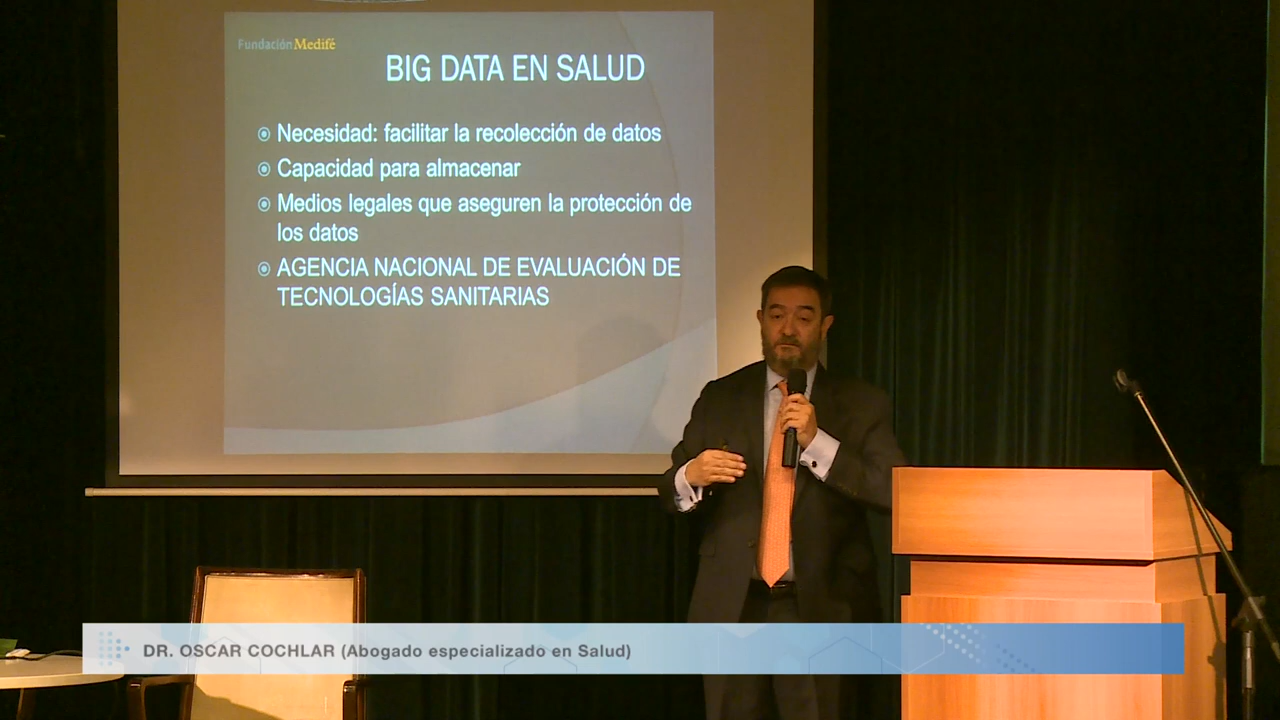 Fundación Medifé
BIG DATA EN SALUD
Necesidad: facilitar la recolección de datos
Capacidad para almacenar
Medios legales que aseguren la protección de
los datos
AGENCIA NACIONAL DE EVALUACIÓN DE
TECNOLOGÍAS SANITARIAS
DR. OSCAR COCHLAR (Abogado especializado en Salud)